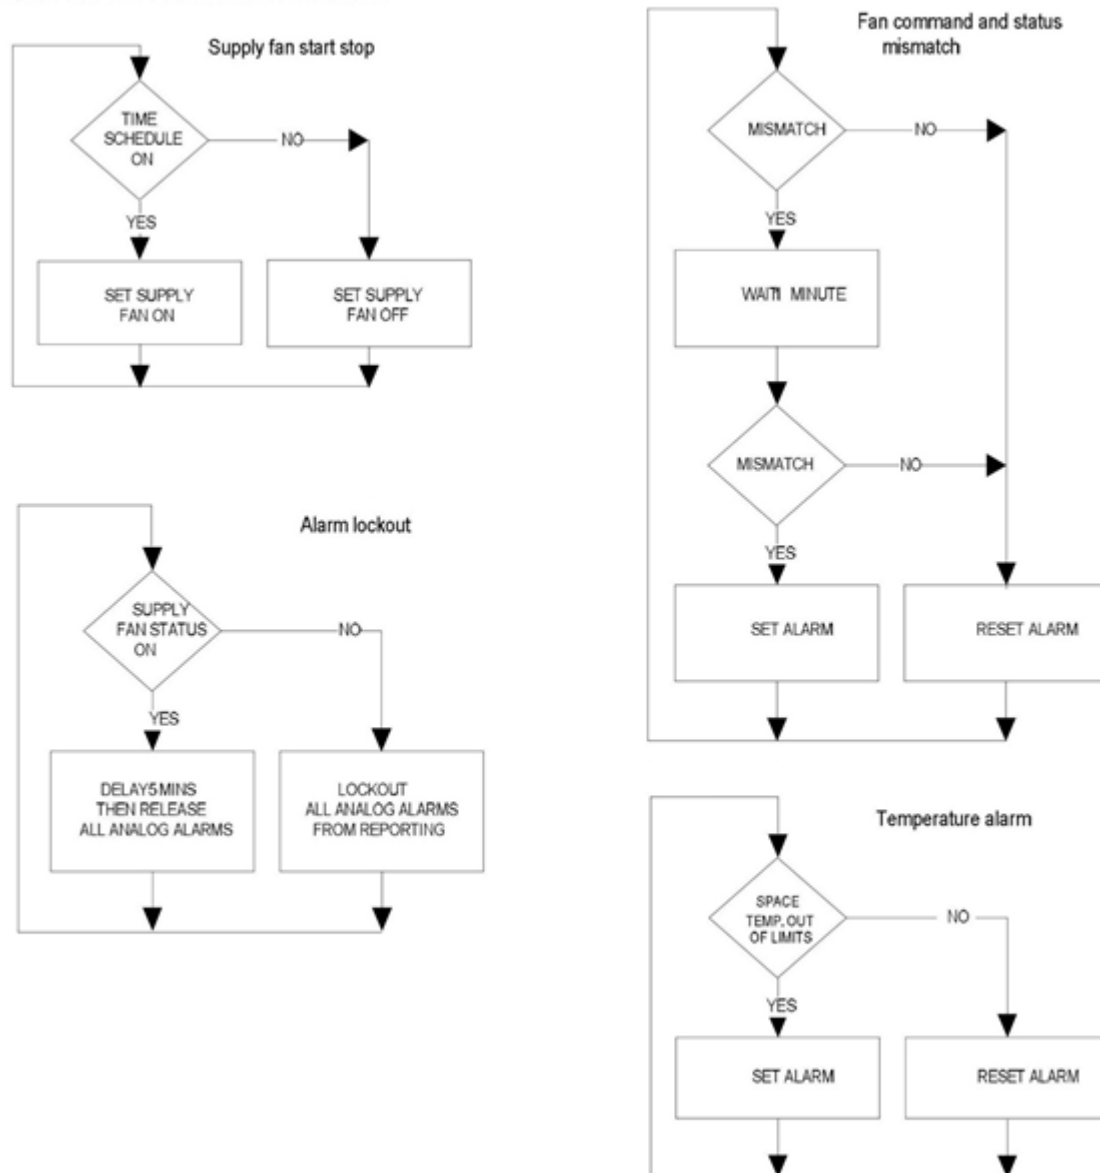 Supply fan start stop
TIME
SCHEDULE
ON
NO
YES
SET SUPPLY
FAN ON
SET SUPPLY
FAN OFF
Alarm lockout
SUPPLY
FAN STATUS
ON
NO
YES
DELAY5 MINS
THEN RELEASE
ALL ANALOG ALARMS
LOCKOUT
ALL ANALOG ALARMS
FROM REPORTING
Fan command and status
mismatch
MISMATCH
NO
YES
WAIT1 MINUTE
MISMATCH
NO
YES
SET ALARM
RESET ALARM
Temperature alarm
SPACE
TEMP. OUT
OF LIMITS
NO
YES
SET ALARM
RESET ALARM